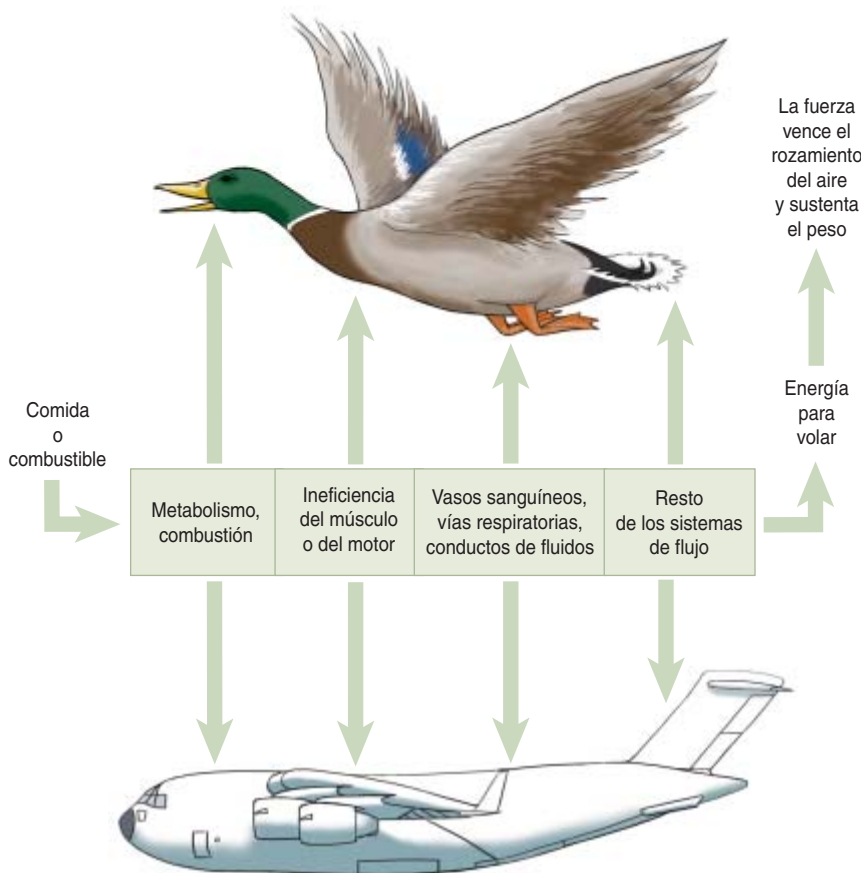 La fuerza
vence el
rozamiento
del aire
y sustenta
el peso
Energía
para
volar
Comida
o
combustible
Metabolismo,
combustión
Ineficiencia
del músculo
o del motor
Vasos sanguíneos,
vías respiratorias,
conductos de fluidos
Resto
de los sistemas
de flujo